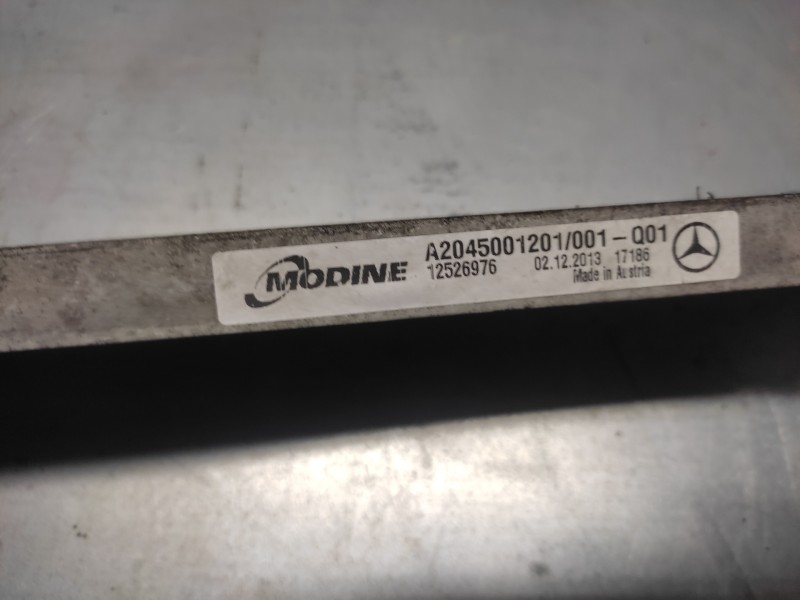 MODINE
A2045001201/001-Q01
12526976 02.12.2013 17186
Made in Austria